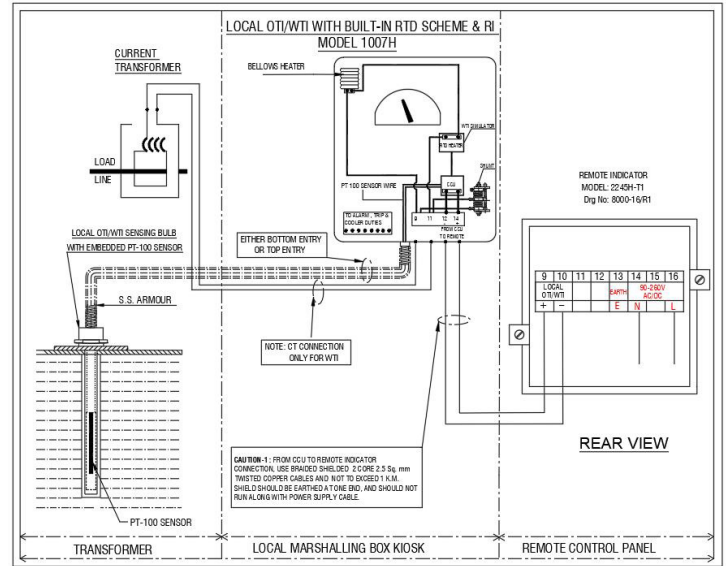 LOCAL OTI/WTI WITH BUILT-IN RTD SCHEME & RI
MODEL 1007H
CURRENT
TRANSFORMER
BELLOWS HEATER
LOAD
LINE
WTI SIMULATOR
RTD HEATER
PT 100 SENSOR WIRE
CCU
SHUNT
TO ALARM, TRIP &
COOLER DUTIES
9 11 12 14
+
FROM CCU
TO REMOTE
LOCAL OTI/WTI SENSING BULB
WITH EMBEDDED PT-100 SENSOR
EITHER BOTTOM ENTRY
OR TOP ENTRY
S.S. ARMOUR
NOTE: CT CONNECTION
ONLY FOR WTI
REMOTE INDICATOR
MODEL: 2245H-T1
Drg No: 8000-16/R1
9 10 11 12 13 14 15 16
LOCAL
OTI/WTI
EARTH
90-260V
AC/DC
+ − E N L
REAR VIEW
CAUTION-1: FROM CCU TO REMOTE INDICATOR
CONNECTION, USE BRAIDED SHIELDED 2 CORE 2.5 Sq. mm
TWISTED COPPER CABLES AND NOT TO EXCEED 1 K.M.
SHIELD SHOULD BE EARTHED AT ONE END, AND SHOULD NOT
RUN ALONG WITH POWER SUPPLY CABLE.
PT-100 SENSOR
TRANSFORMER
LOCAL MARSHALLING BOX KIOSK
REMOTE CONTROL PANEL